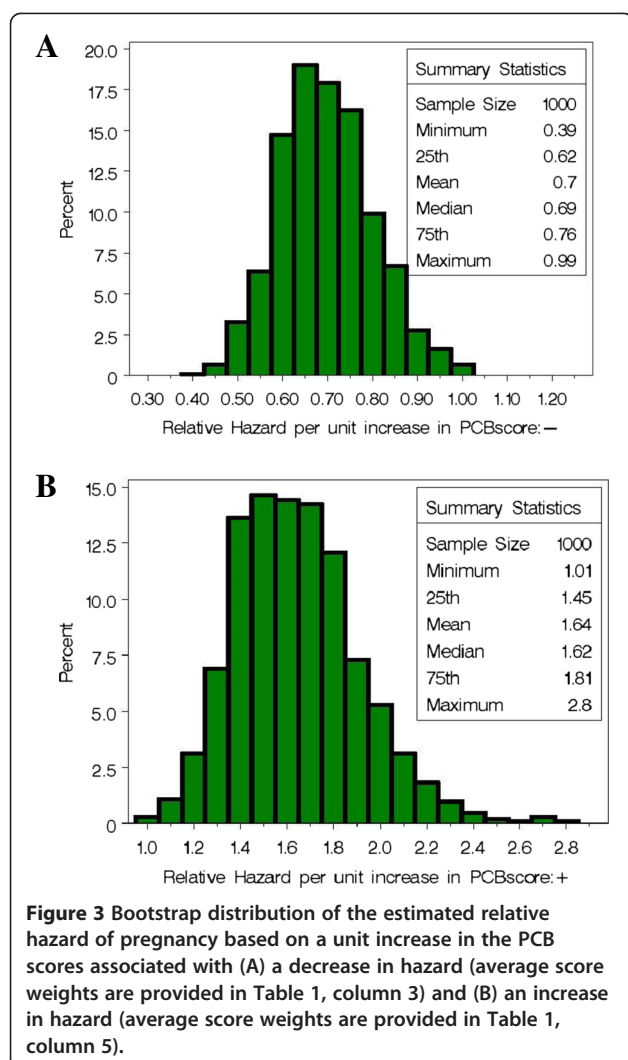 A
20.0
17.5
15.0
12.5
10.0
7.5
5.0
2.5
0
Percent
Summary Statistics
Sample Size 1000
Minimum 0.39
25th 0.62
Mean 0.7
Median 0.69
75th 0.76
Maximum 0.99
0.30 0.40 0.50 0.60 0.70 0.80 0.90 1.00 1.10 1.20
Relative Hazard per unit increase in PCBscore:–
B
15.0
12.5
10.0
7.5
5.0
2.5
0
Percent
Summary Statistics
Sample Size 1000
Minimum 1.01
25th 1.45
Mean 1.64
Median 1.62
75th 1.81
Maximum 2.8
1.0 1.2 1.4 1.6 1.8 2.0 2.2 2.4 2.6 2.8
Relative Hazard per unit increase in PCBscore:+
Figure 3 Bootstrap distribution of the estimated relative
hazard of pregnancy based on a unit increase in the PCB
scores associated with (A) a decrease in hazard (average score
weights are provided in Table 1, column 3) and (B) an increase
in hazard (average score weights are provided in Table 1,
column 5).